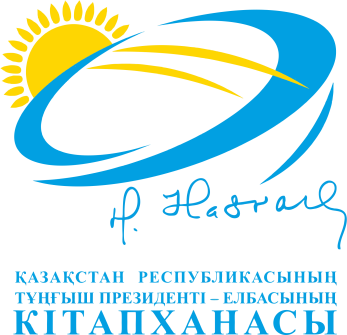 ҚАЗАҚСТАН РЕСПУБЛИКАСЫНЫҢ
ТҰҢҒЫШ ПРЕЗИДЕНТІ – ЕЛБАСЫНЫҢ
КІТАПХАНАСЫ